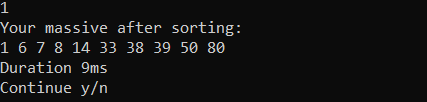 1
Your massive after sorting:
1 6 7 8 14 33 38 39 50 80
Duration 9ms
Continue y/n